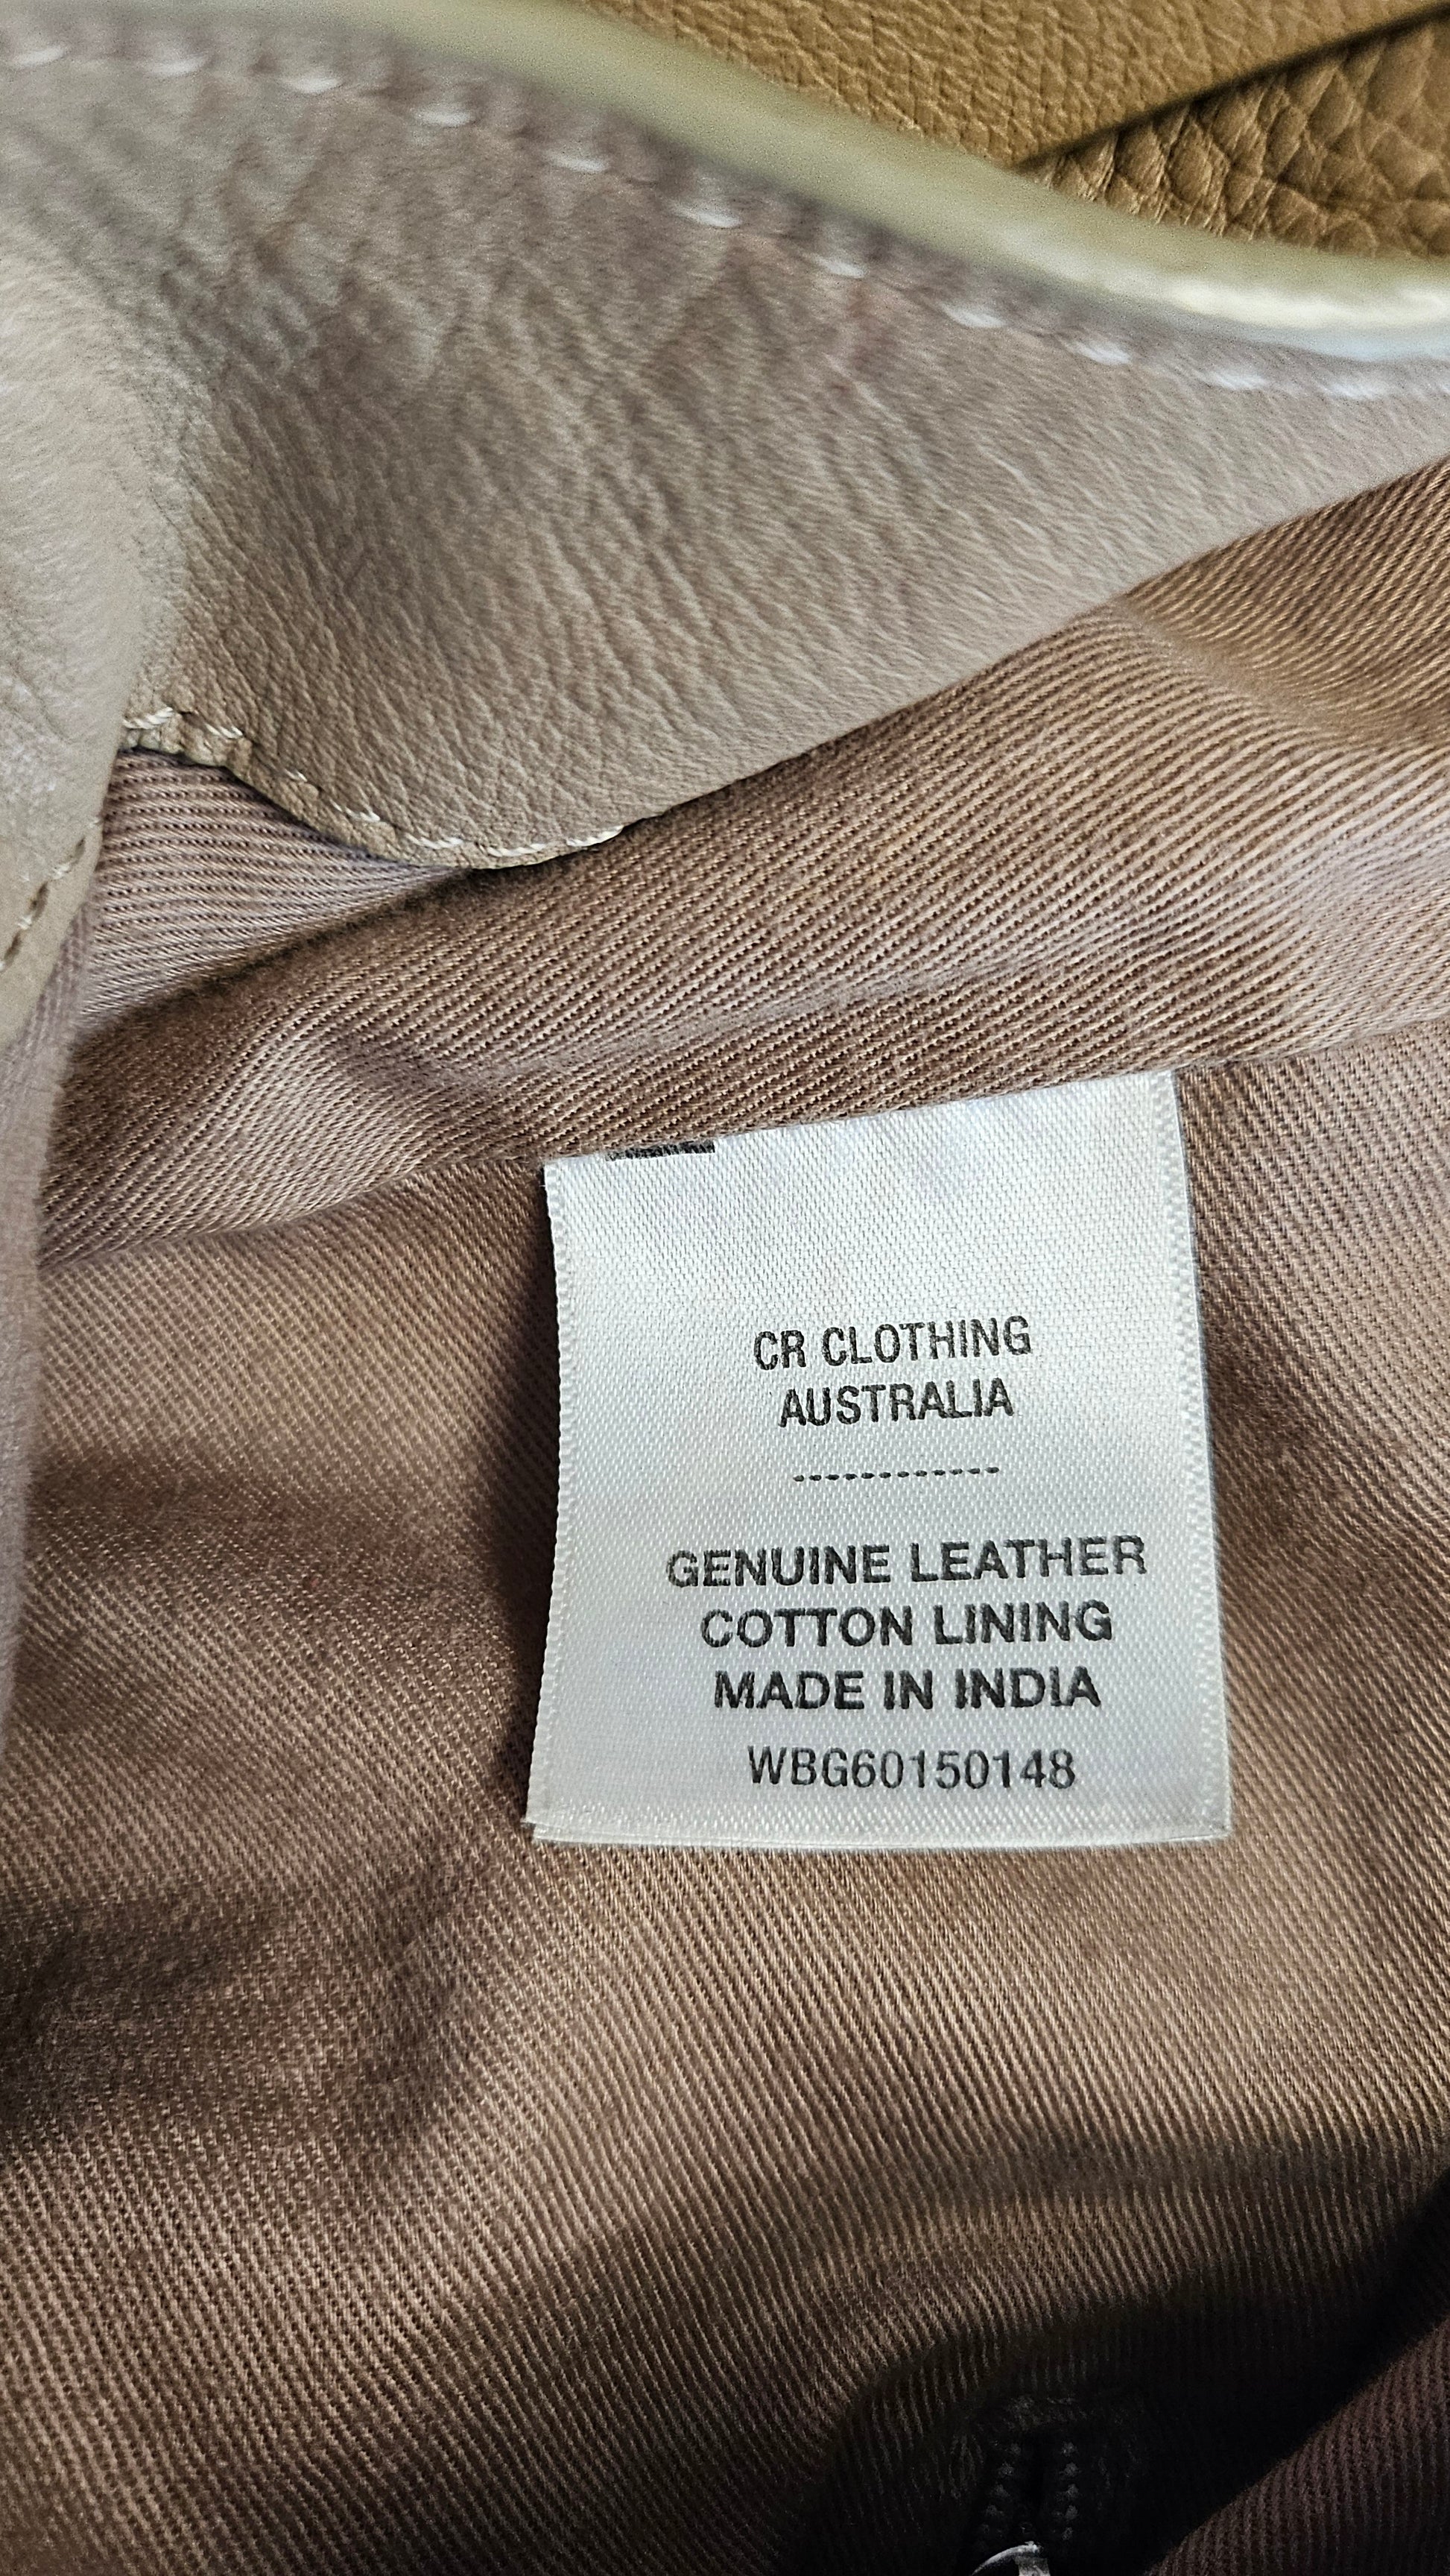 CR CLOTHING
AUSTRALIA
------------
GENUINE LEATHER
COTTON LINING
MADE IN INDIA
WBG60150148